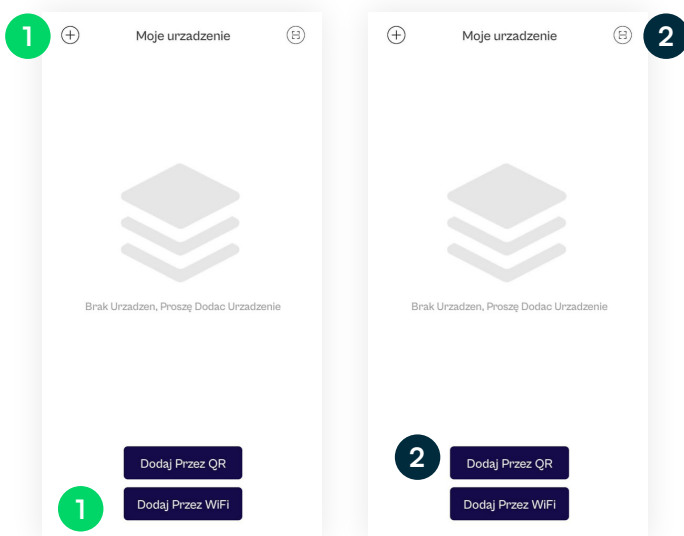 1
Moje urzadzenie
Brak Urzadzen, Proszę Dodac Urzadzenie
Dodaj Przez QR
1
Dodaj Przez WiFi
Moje urzadzenie
2
Brak Urzadzen, Proszę Dodac Urzadzenie
2
Dodaj Przez QR
Dodaj Przez WiFi